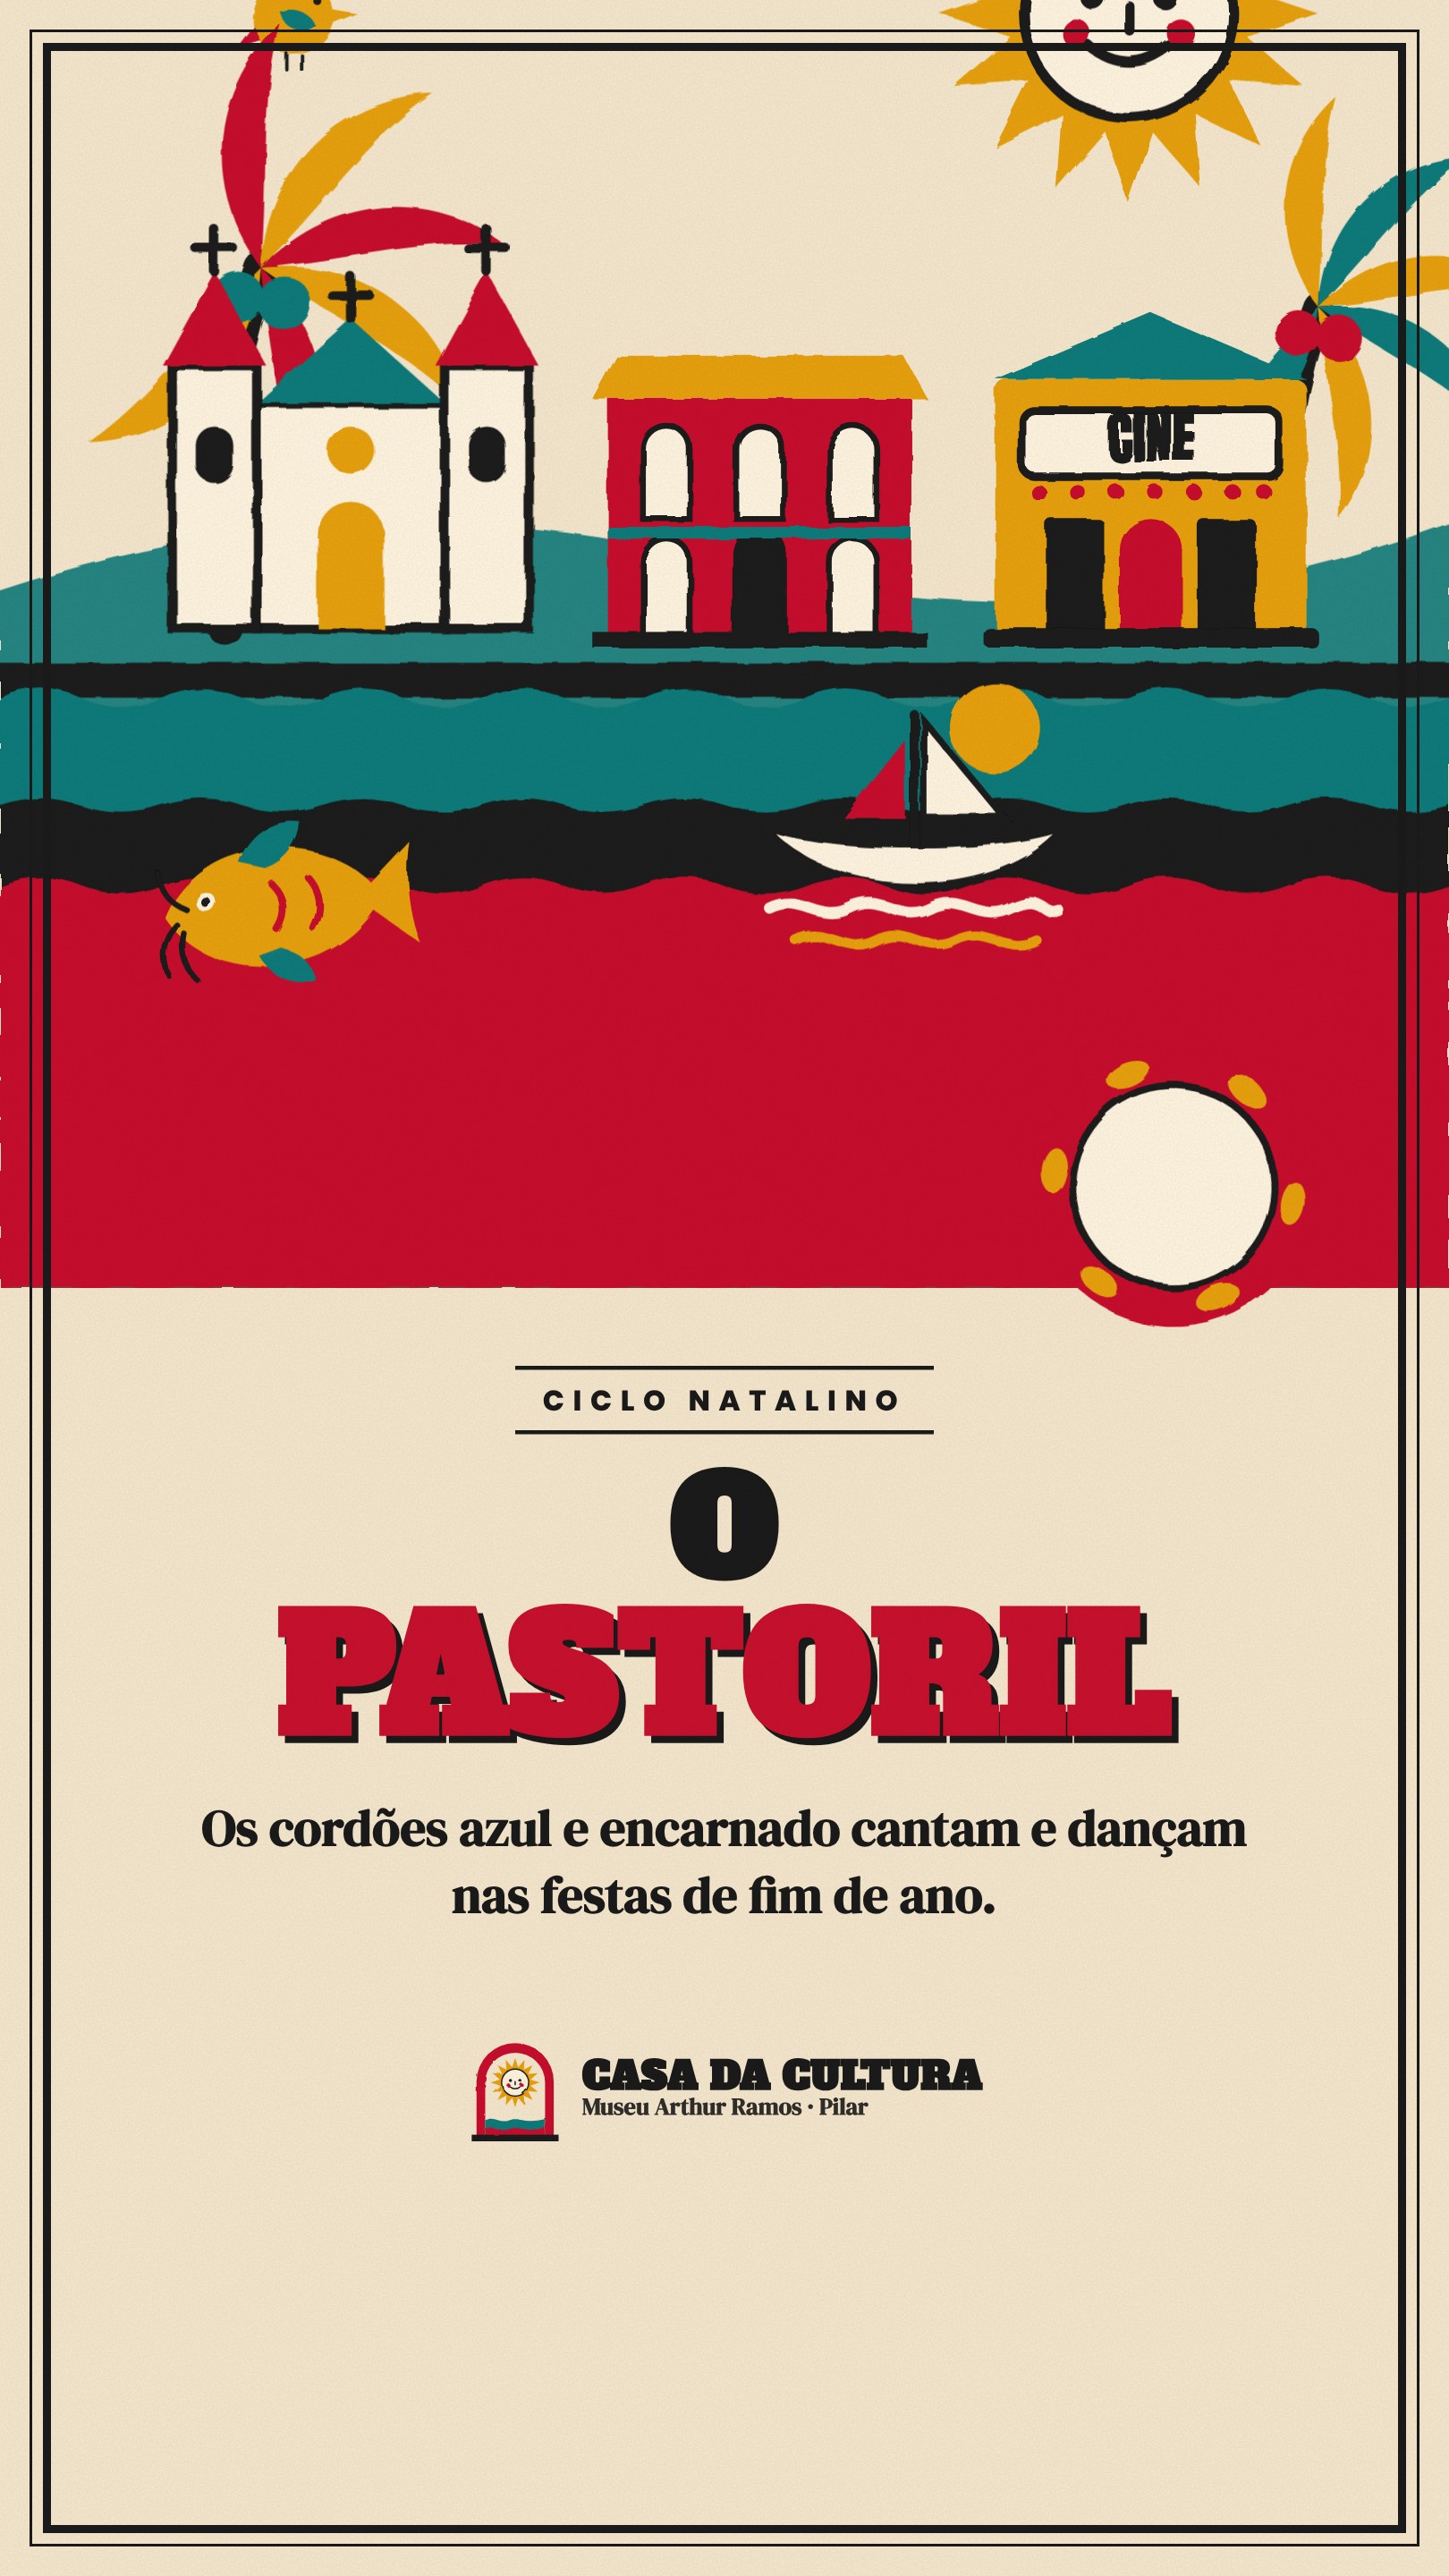 CINE
CICLO NATALINO
O
PASTORIL
Os cordões azul e encarnado cantam e dançam
nas festas de fim de ano.
CASA DA CULTURA
Museu Arthur Ramos • Pilar